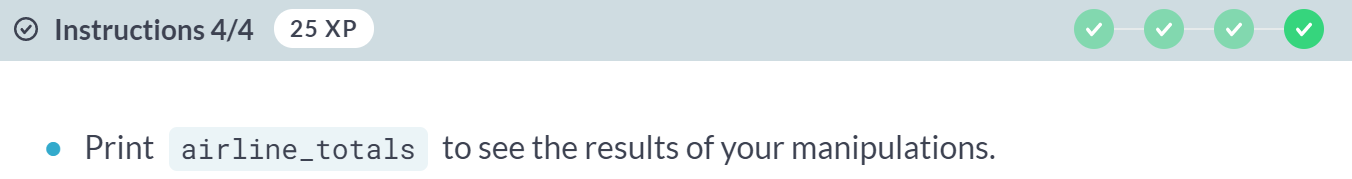 Instructions 4/4 25 XP
Print airline_totals to see the results of your manipulations.